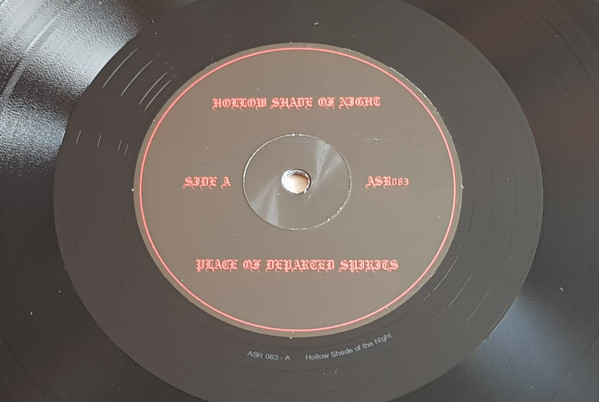 HOLLOW SHADE OF NIGHT
SIDE A
ASR083
PLACE OF DEPARTED SPIRITS
ASR 083 - A Hollow Shade of the Night